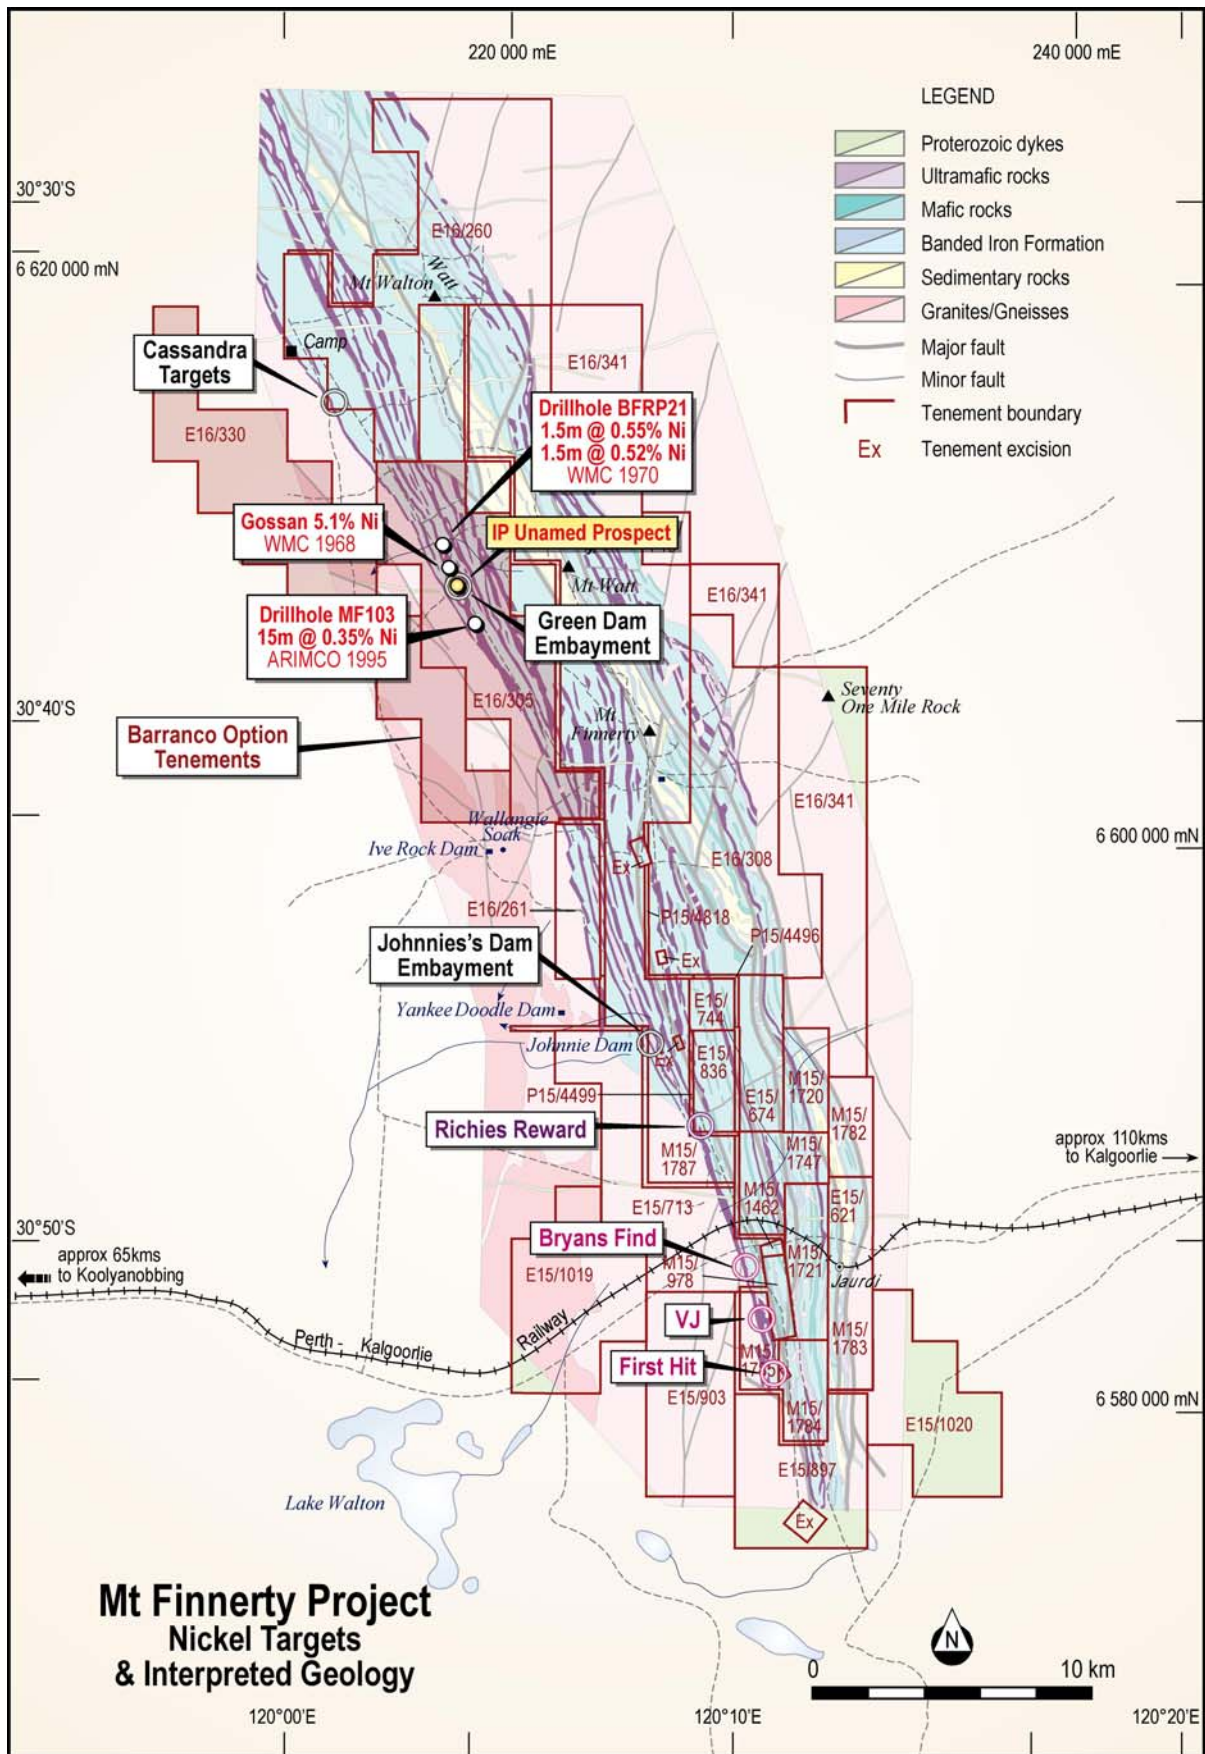 220 000 mE
240 000 mE
LEGEND
Proterozoic dykes
Ultramafic rocks
Mafic rocks
Banded Iron Formation
Sedimentary rocks
Granites/Gneisses
Major fault
Minor fault
Tenement boundary
Ex
Tenement excision
30°30'S
6 620 000 mN
E16/260
Watt
Mt Walton
Camp
Cassandra
Targets
E16/341
E16/330
Drillhole BFRP21
1.5m @ 0.55% Ni
1.5m @ 0.52% Ni
WMC 1970
Gossan 5.1% Ni
WMC 1968
IP Unamed Prospect
Mt Watt
E16/341
Drillhole MF103
15m @ 0.35% Ni
ARIMCO 1995
Green Dam
Embayment
30°40'S
E16/305
Seventy
One Mile Rock
Mt
Finnerty
Barranco Option
Tenements
E16/341
Wallangie
Soak
Ive Rock Dam
6 600 000 mN
Ex
E16/308
E16/261
P15/4818
P15/4496
Johnnies's Dam
Embayment
Ex
Yankee Doodle Dam
E15/
744
Johnnie Dam
Ex
E15/
836
P15/4499
E15/
674
M15/
1720
M15/
1782
Richies Reward
M15/
1787
M15/
1747
approx 110kms
to Kalgoorlie
E15/713
M15/
1462
E15/
621
30°50'S
Bryans Find
approx 65kms
to Koolyanobbing
E15/1019
M15/
978
M15/
1721
Jaurdi
VJ
Perth - Kalgoorlie Railway
M15/
M15/
1783
First Hit
E15/903
M15/
1784
6 580 000 mN
E15/1020
E15/897
Lake Walton
Ex
Mt Finnerty Project
Nickel Targets
& Interpreted Geology
N
0
10 km
120°00'E
120°10'E
120°20'E